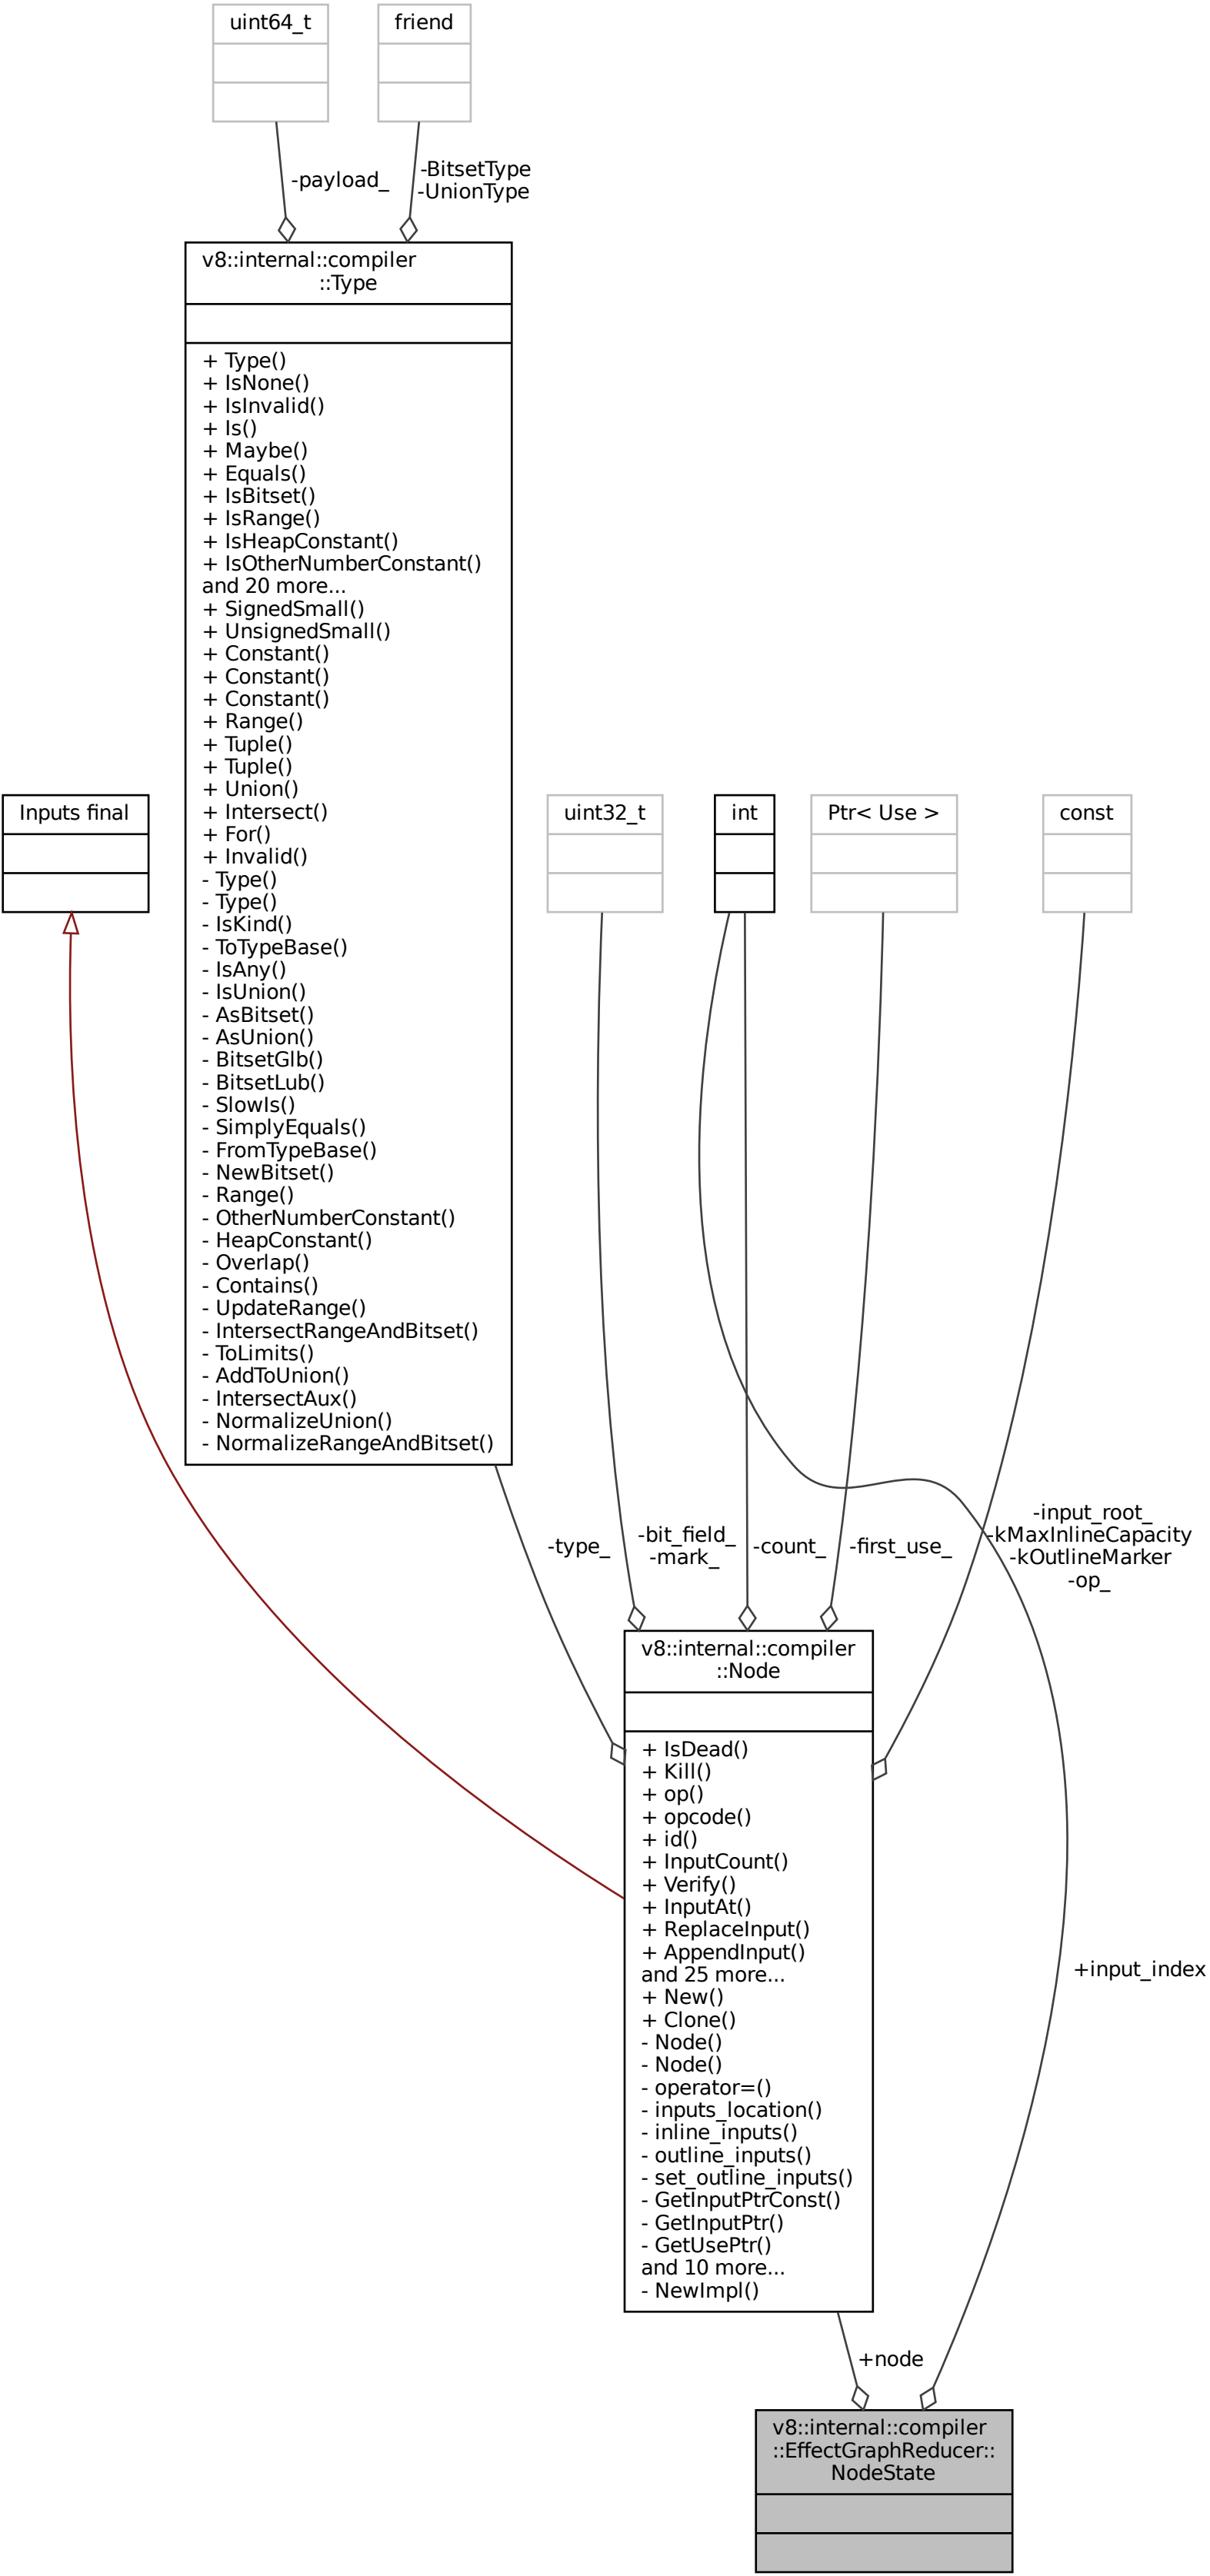 uint64_t
friend
-payload_
-BitsetType
-UnionType
v8::internal::compiler
::Type
+ Type()
+ IsNone()
+ IsInvalid()
+ Is()
+ Maybe()
+ Equals()
+ IsBitset()
+ IsRange()
+ IsHeapConstant()
+ IsOtherNumberConstant()
and 20 more...
+ SignedSmall()
+ UnsignedSmall()
+ Constant()
+ Constant()
+ Constant()
+ Range()
+ Tuple()
+ Tuple()
+ Union()
+ Intersect()
+ For()
+ Invalid()
- Type()
- Type()
- IsKind()
- ToTypeBase()
- IsAny()
- IsUnion()
- AsBitset()
- AsUnion()
- BitsetGlb()
- BitsetLub()
- SlowIs()
- SimplyEquals()
- FromTypeBase()
- NewBitset()
- Range()
- OtherNumberConstant()
- HeapConstant()
- Overlap()
- Contains()
- UpdateRange()
- IntersectRangeAndBitset()
- ToLimits()
- AddToUnion()
- IntersectAux()
- NormalizeUnion()
- NormalizeRangeAndBitset()
Inputs final
uint32_t
int
Ptr< Use >
const
-type_
-bit_field_
-mark_
-count_
-first_use_
-input_root_
-kMaxInlineCapacity
-kOutlineMarker
-op_
v8::internal::compiler
::Node
+ IsDead()
+ Kill()
+ op()
+ opcode()
+ id()
+ InputCount()
+ Verify()
+ InputAt()
+ ReplaceInput()
+ AppendInput()
and 25 more...
+ New()
+ Clone()
- Node()
- Node()
- operator=()
- inputs_location()
- inline_inputs()
- outline_inputs()
- set_outline_inputs()
- GetInputPtrConst()
- GetInputPtr()
- GetUsePtr()
and 10 more...
- NewImpl()
+input_index
+node
v8::internal::compiler
::EffectGraphReducer::
NodeState